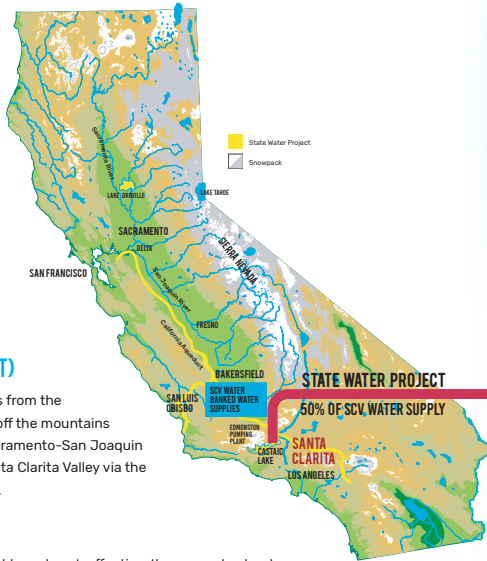 State Water Project
Snowpack
Sacramento River
LAKE OROVILLE
LAKE TAHOE
SACRAMENTO
DELTA
SIERRA NEVADA
SAN FRANCISCO
San Joaquin River
California Aqueduct
FRESNO
BAKERSFIELD
SCV WATER
BANKED WATER
SUPPLIES
SAN LUIS
OBISBO
STATE WATER PROJECT
50% OF SCV WATER SUPPLY
EDMONSTON
PUMPING
PLANT
CASTAIC
LAKE
SANTA
CLARITA
LOS ANGELES
T)
s from the
off the mountains
cramento-San Joaquin
ta Clarita Valley via the